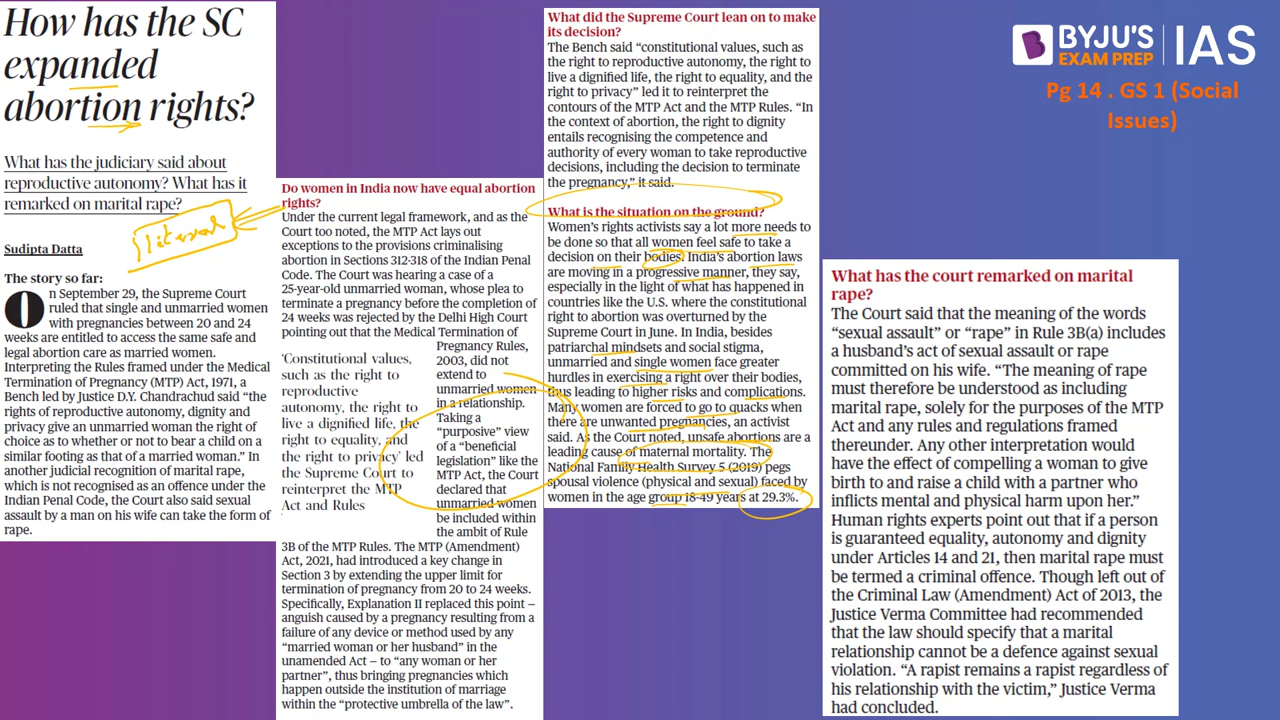 How has the SC
expanded
abortion rights?
What has the judiciary said about
reproductive autonomy? What has it
remarked on marital rape?
Sudipta Datta
The story so far:
On September 29, the Supreme Court
ruled that single and unmarried women
with pregnancies between 20 and 24
weeks are entitled to access the same safe and
legal abortion care as married women.
Interpreting the Rules framed under the Medical
Termination of Pregnancy (MTP) Act, 1971, a
Bench led by Justice D.Y. Chandrachud said “the
rights of reproductive autonomy, dignity and
privacy give an unmarried woman the right of
choice as to whether or not to bear a child on a
similar footing as that of a married woman.” In
another judicial recognition of marital rape,
which is not recognised as an offence under the
Indian Penal Code, the Court also said sexual
assault by a man on his wife can take the form of
rape.
Do women in India now have equal abortion
rights?
Under the current legal framework, and as the
Court too noted, the MTP Act lays out
exceptions to the provisions criminalising
abortion in Sections 312-318 of the Indian Penal
Code. The Court was hearing a case of a
25-year-old unmarried woman, whose plea to
terminate a pregnancy before the completion of
24 weeks was rejected by the Delhi High Court
pointing out that the Medical Termination of
Pregnancy Rules,
2003, did not
extend to
unmarried women
in a relationship.
Taking a
“purposive” view
of a “beneficial
legislation” like the
MTP Act, the Court
declared that
unmarried women
be included within
the ambit of Rule
‘Constitutional values,
such as the right to
reproductive
autonomy, the right to
live a dignified life, the
right to equality, and
the right to privacy’ led
the Supreme Court to
reinterpret the MTP
Act and Rules
3B of the MTP Rules. The MTP (Amendment)
Act, 2021, had introduced a key change in
Section 3 by extending the upper limit for
termination of pregnancy from 20 to 24 weeks.
Specifically, Explanation II replaced this point —
anguish caused by a pregnancy resulting from a
failure of any device or method used by any
“married woman or her husband” in the
unamended Act — to “any woman or her
partner”, thus bringing pregnancies which
happen outside the institution of marriage
within the “protective umbrella of the law”.
What did the Supreme Court lean on to make
its decision?
The Bench said “constitutional values, such as
the right to reproductive autonomy, the right to
live a dignified life, the right to equality, and the
right to privacy” led it to reinterpret the
contours of the MTP Act and the MTP Rules. “In
the context of abortion, the right to dignity
entails recognising the competence and
authority of every woman to take reproductive
decisions, including the decision to terminate
the pregnancy,” it said.
What is the situation on the ground?
Women’s rights activists say a lot more needs to
be done so that all women feel safe to take a
decision on their bodies. India’s abortion laws
are moving in a progressive manner, they say,
especially in the light of what has happened in
countries like the U.S. where the constitutional
right to abortion was overturned by the
Supreme Court in June. In India, besides
patriarchal mindsets and social stigma,
unmarried and single women face greater
hurdles in exercising a right over their bodies,
thus leading to higher risks and complications.
Many women are forced to go to quacks when
there are unwanted pregnancies, an activist
said. As the Court noted, unsafe abortions are a
leading cause of maternal mortality. The
National Family Health Survey 5 (2019) pegs
spousal violence (physical and sexual) faced by
women in the age group 18-49 years at 29.3%.
BYJU'S
EXAM PREP
IAS
Pg 14 . GS 1 (Social
Issues)
What has the court remarked on marital
rape?
The Court said that the meaning of the words
“sexual assault” or “rape” in Rule 3B(a) includes
a husband’s act of sexual assault or rape
committed on his wife. “The meaning of rape
must therefore be understood as including
marital rape, solely for the purposes of the MTP
Act and any rules and regulations framed
thereunder. Any other interpretation would
have the effect of compelling a woman to give
birth to and raise a child with a partner who
inflicts mental and physical harm upon her.”
Human rights experts point out that if a person
is guaranteed equality, autonomy and dignity
under Articles 14 and 21, then marital rape must
be termed a criminal offence. Though left out of
the Criminal Law (Amendment) Act of 2013, the
Justice Verma Committee had recommended
that the law should specify that a marital
relationship cannot be a defence against sexual
violation. “A rapist remains a rapist regardless of
his relationship with the victim,” Justice Verma
had concluded.